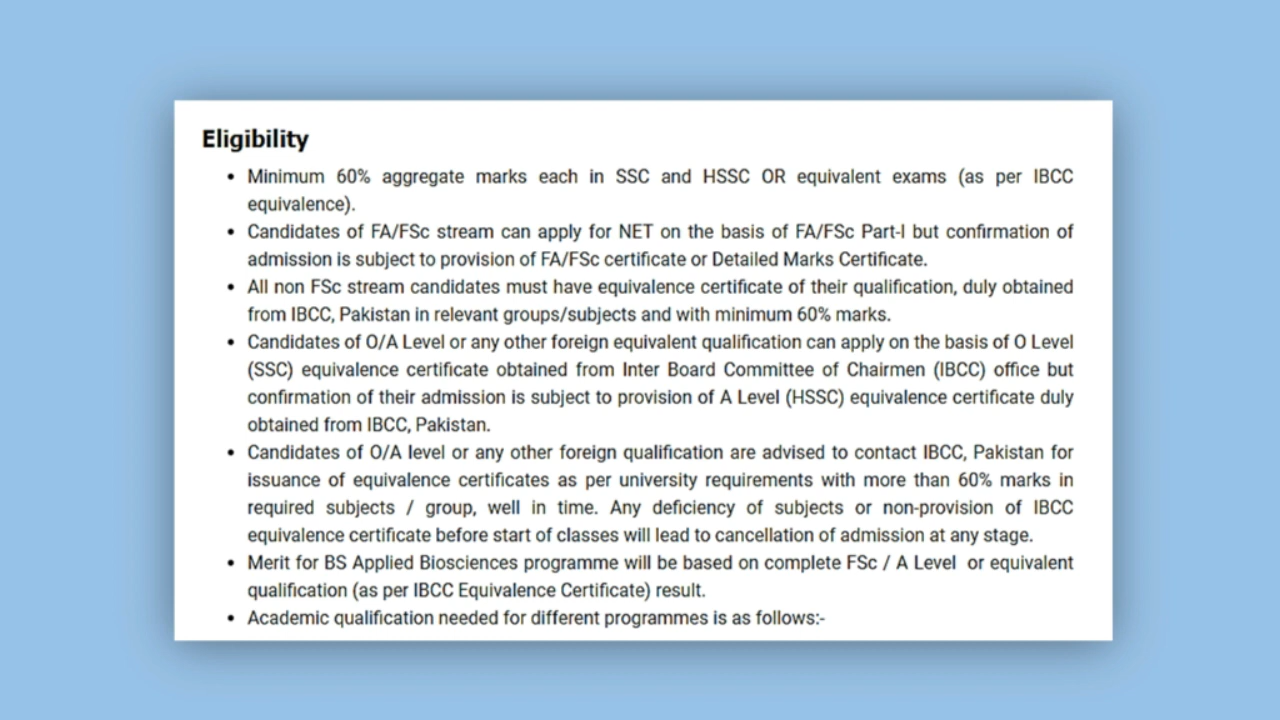 Eligibility
• Minimum 60% aggregate marks each in SSC and HSSC OR equivalent exams (as per IBCC
equivalence).
• Candidates of FA/FSc stream can apply for NET on the basis of FA/FSc Part-I but confirmation of
admission is subject to provision of FA/FSc certificate or Detailed Marks Certificate.
• All non FSc stream candidates must have equivalence certificate of their qualification, duly obtained
from IBCC, Pakistan in relevant groups/subjects and with minimum 60% marks.
• Candidates of O/A Level or any other foreign equivalent qualification can apply on the basis of O Level
(SSC) equivalence certificate obtained from Inter Board Committee of Chairmen (IBCC) office but
confirmation of their admission is subject to provision of A Level (HSSC) equivalence certificate duly
obtained from IBCC, Pakistan.
• Candidates of O/A level or any other foreign qualification are advised to contact IBCC, Pakistan for
issuance of equivalence certificates as per university requirements with more than 60% marks in
required subjects / group, well in time. Any deficiency of subjects or non-provision of IBCC
equivalence certificate before start of classes will lead to cancellation of admission at any stage.
• Merit for BS Applied Biosciences programme will be based on complete FSc / A Level or equivalent
qualification (as per IBCC Equivalence Certificate) result.
• Academic qualification needed for different programmes is as follows:-